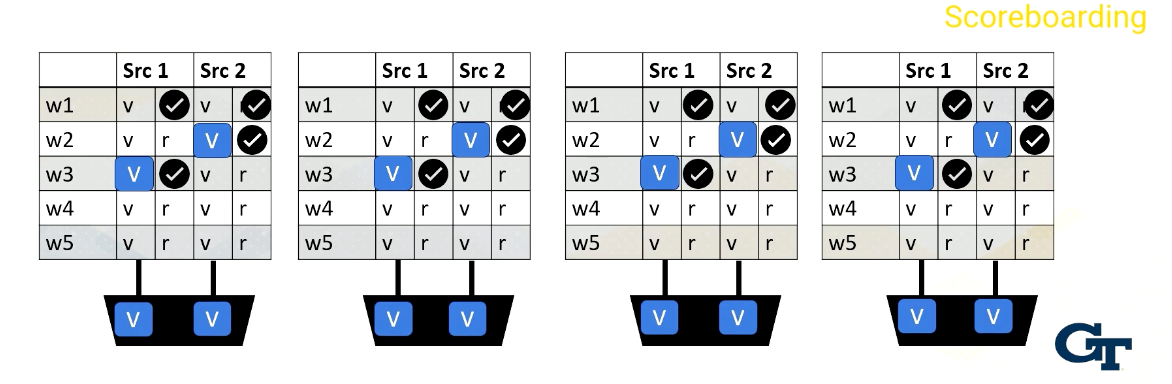 Scoreboarding
Src 1 Src 2 Src 1 Src 2 Src 1 Src 2 Src 1 Src 2
w1 v v w1 v v w1 v v w1 v v
w2 v r V w2 v r V w2 v r V w2 v r V
w3 V v r w3 V v r w3 V v r w3 V v r
w4 v r v r w4 v r v r w4 v r v r w4 v r v r
w5 v r v r w5 v r v r w5 v r v r w5 v r v r
V V V V V V V V
GT